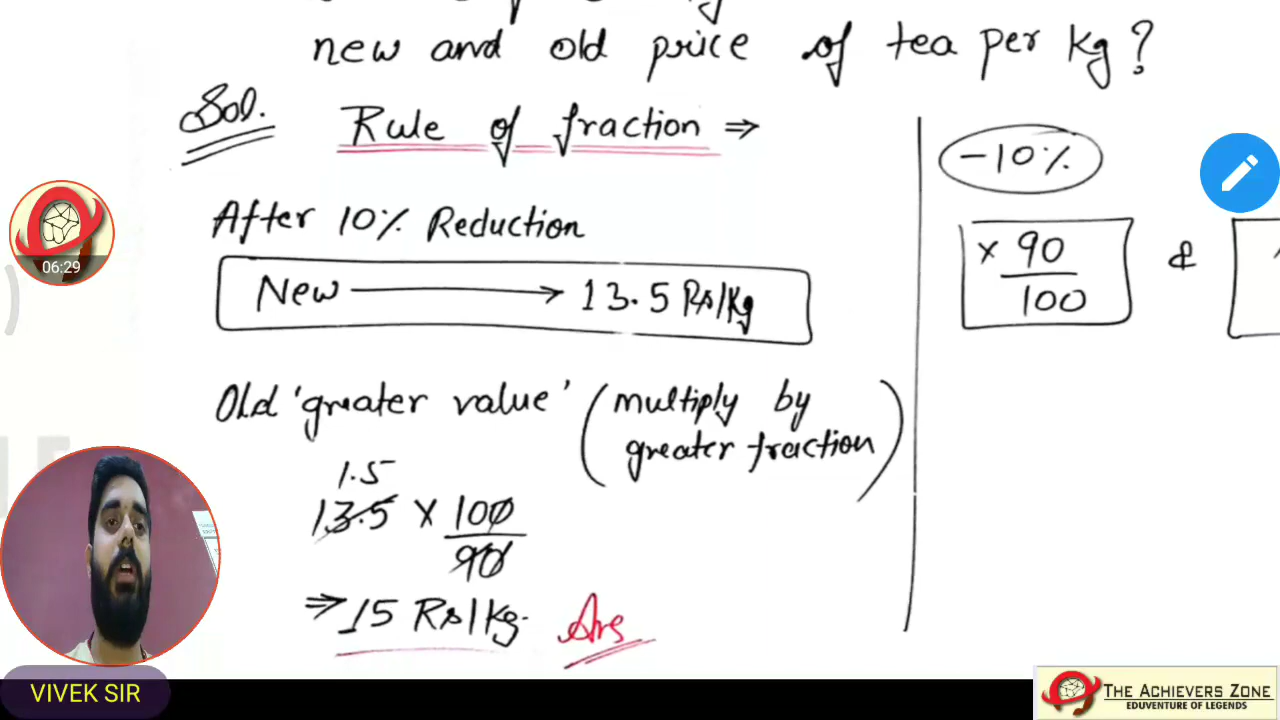 new and old price of tea per kg?
Sol.
Rule of fraction ⇒
-10%
After 10% Reduction
× 90
100
&
New → 13.5 Rs/kg
Old 'greater value' (multiply by
greater fraction)
1.5
13.5 × 100
90
⇒ 15 Rs/kg.
Ans
06:29
VIVEK SIR
THE ACHIEVERS ZONE
EDUVENTURE OF LEGENDS